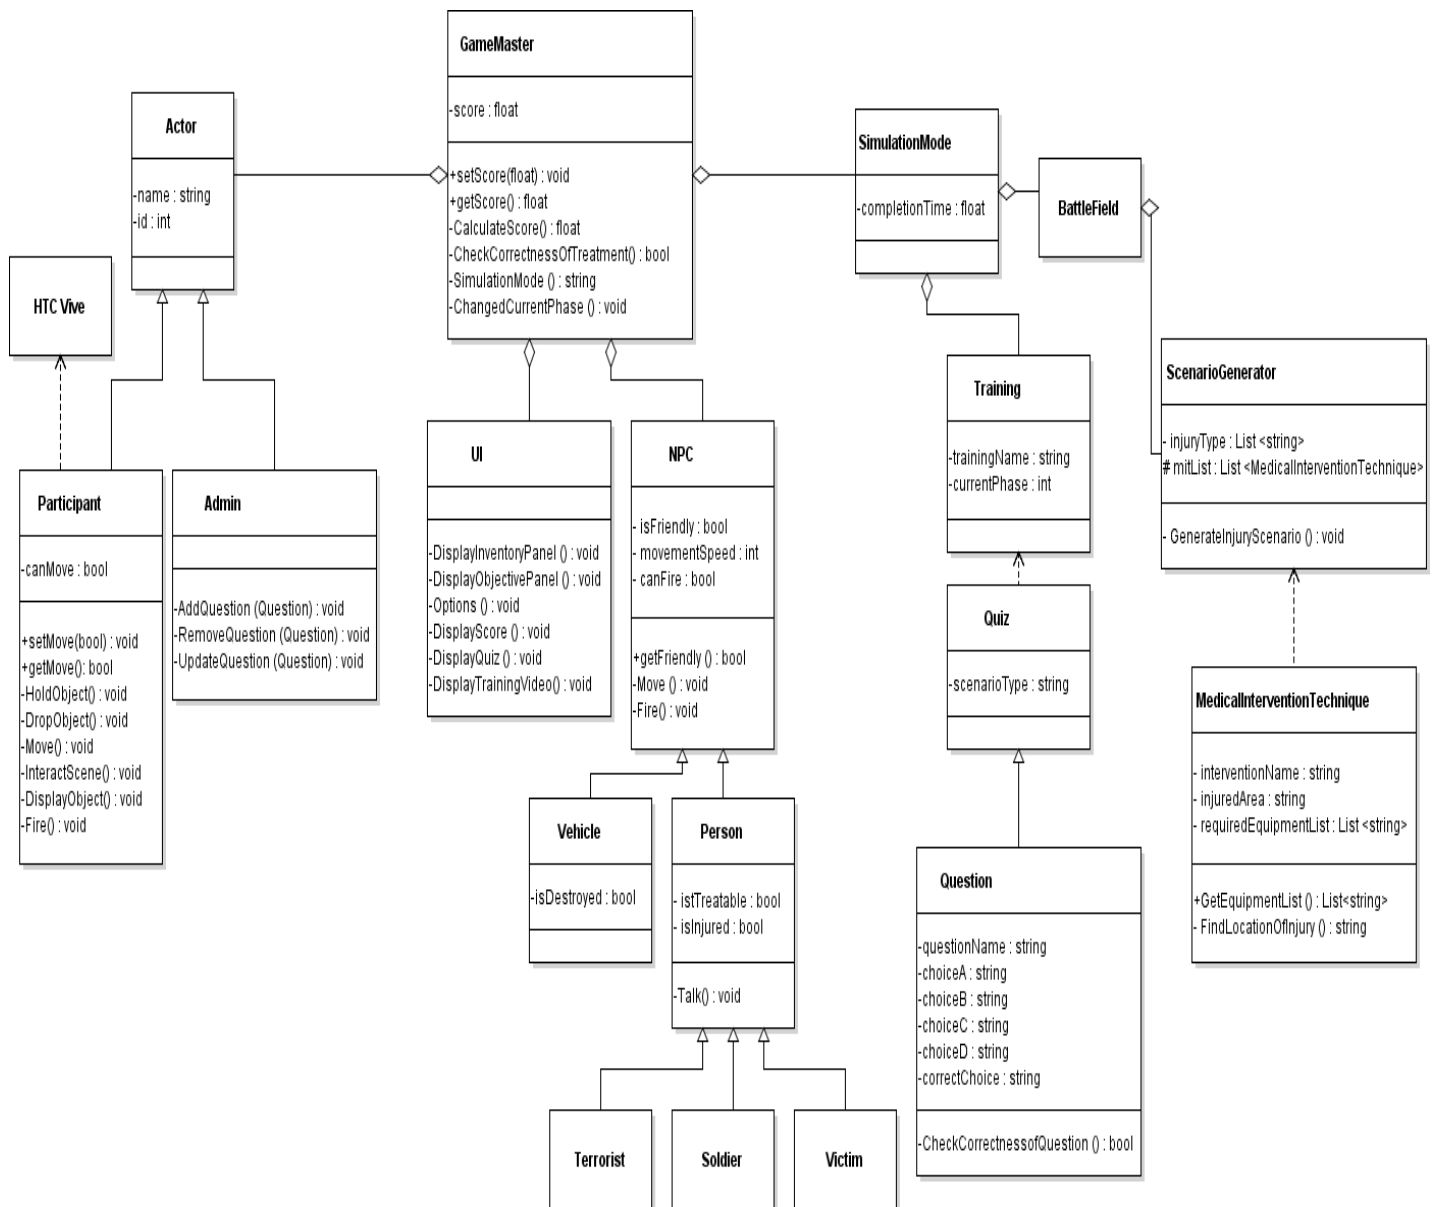 GameMaster
-score : float
+setScore(float) : void
+getScore() : float
-CalculateScore() : float
-CheckCorrectnessOfTreatment() : bool
-SimulationMode () : string
-ChangedCurrentPhase () : void
Actor
-name : string
-id : int
SimulationMode
-completionTime : float
BattleField
HTC Vive
ScenarioGenerator
- injuryType : List <string>
# mitList : List <MedicalInterventionTechnique>
- GenerateInjuryScenario () : void
Training
-trainingName : string
-currentPhase : int
UI
-DisplayInventoryPanel () : void
-DisplayObjectivePanel () : void
-Options () : void
-DisplayScore () : void
-DisplayQuiz () : void
-DisplayTrainingVideo() : void
NPC
- isFriendly : bool
- movementSpeed : int
- canFire : bool
+getFriendly () : bool
-Move () : void
-Fire() : void
Participant
-canMove : bool
+setMove(bool) : void
+getMove(): bool
-HoldObject() : void
-DropObject() : void
-Move() : void
-InteractScene() : void
-DisplayObject() : void
-Fire() : void
Admin
-AddQuestion (Question) : void
-RemoveQuestion (Question) : void
-UpdateQuestion (Question) : void
Quiz
-scenarioType : string
MedicalInterventionTechnique
- interventionName : string
- injuredArea : string
- requiredEquipmentList : List <string>
+GetEquipmentList () : List<string>
- FindLocationOfInjury () : string
Vehicle
-isDestroyed : bool
Person
- istTreatable : bool
- isInjured : bool
-Talk() : void
Question
-questionName : string
-choiceA : string
-choiceB : string
-choiceC : string
-choiceD : string
-correctChoice : string
-CheckCorrectnessofQuestion () : bool
Terrorist
Soldier
Victim